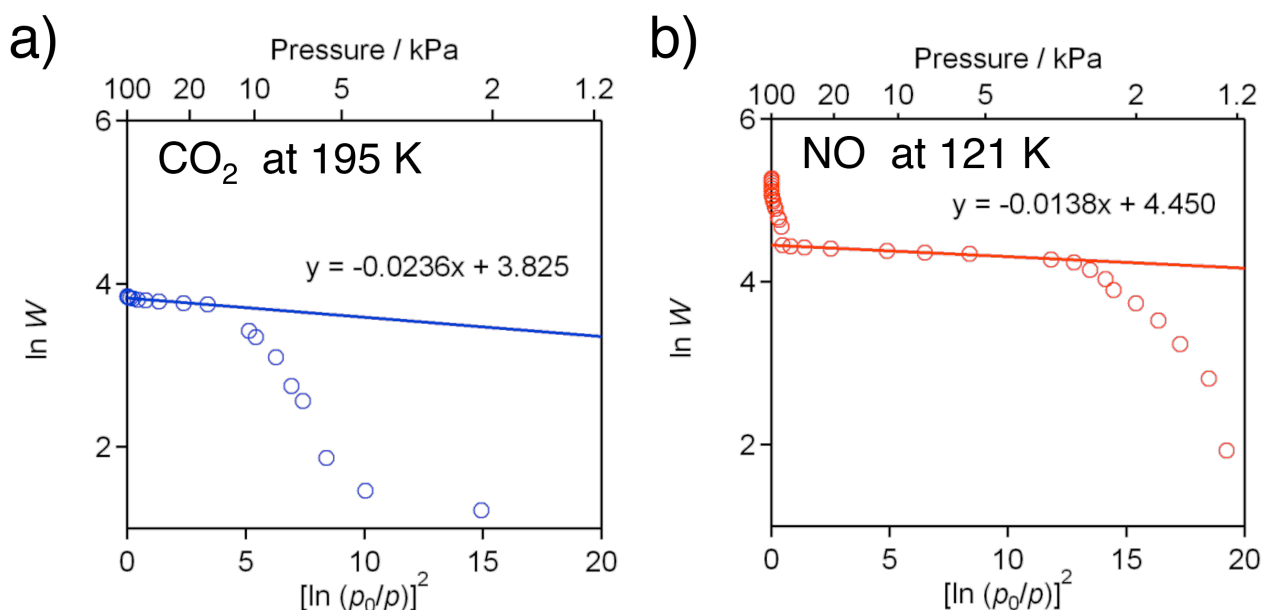 a)
Pressure / kPa
100 20 10 5 2 1.2
6
4
2
ln W
CO₂ at 195 K
y = -0.0236x + 3.825
0 5 10 15 20
[ln (p₀/p)]²
b)
Pressure / kPa
100 20 10 5 2 1.2
6
4
2
ln W
NO at 121 K
y = -0.0138x + 4.450
0 5 10 15 20
[ln (p₀/p)]²